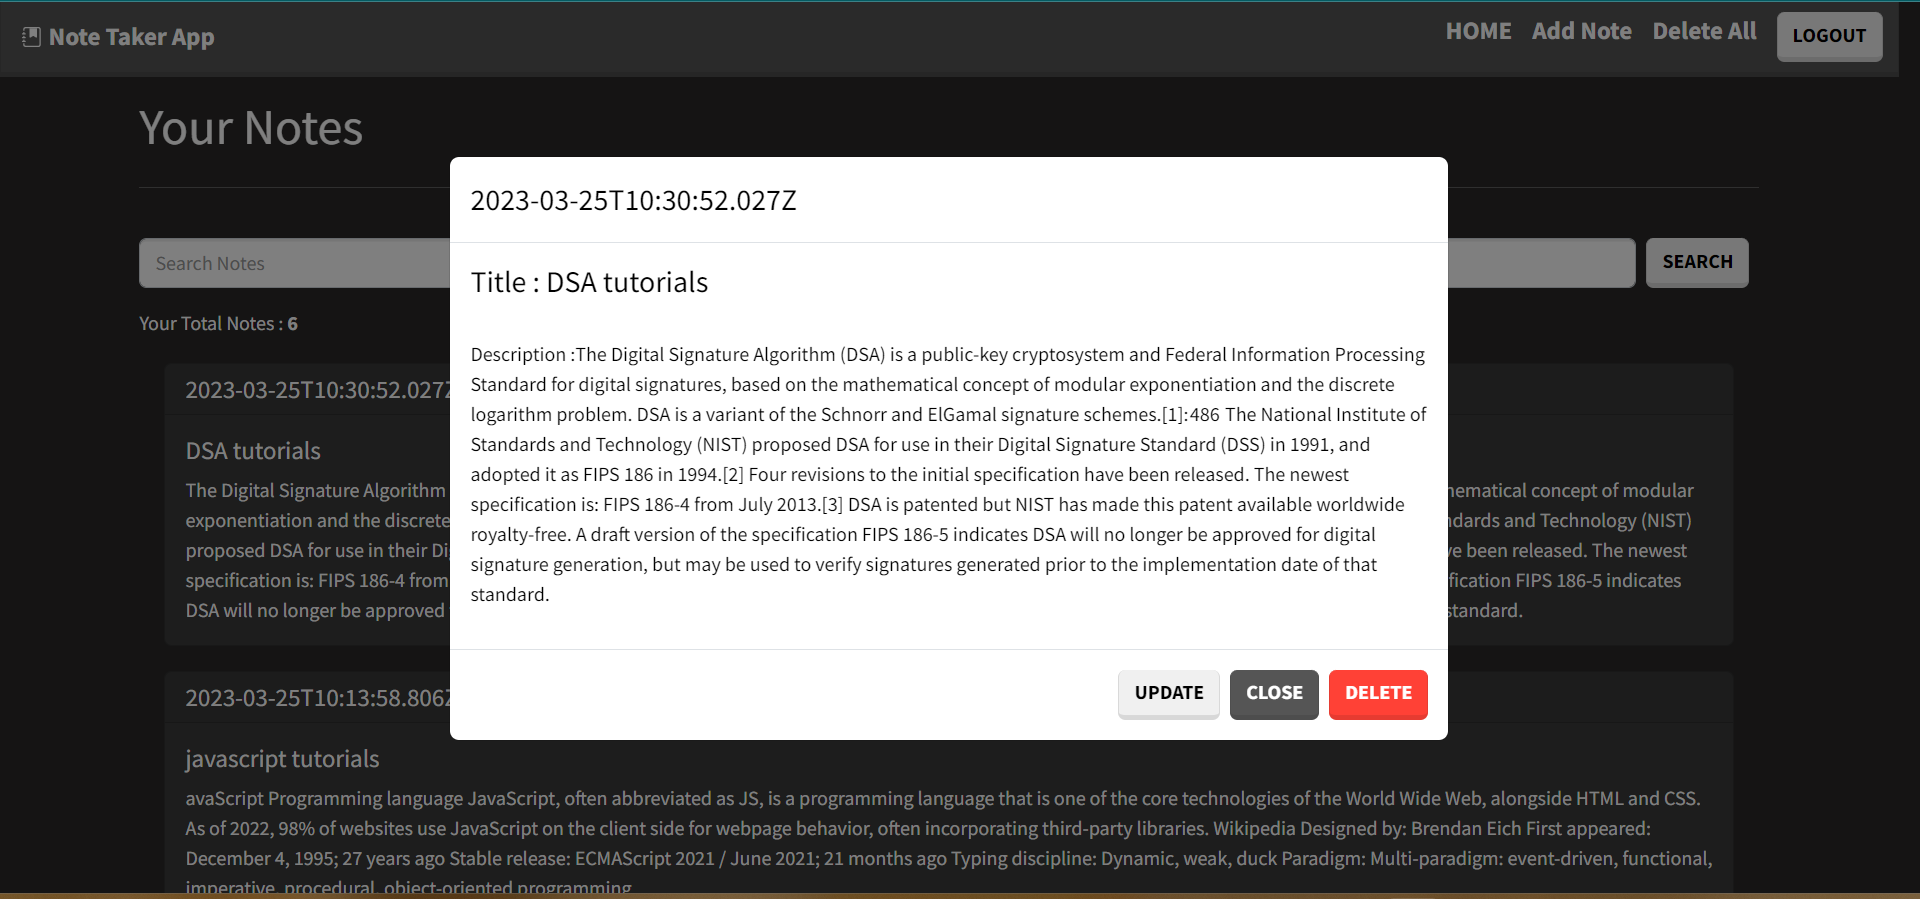 Note Taker App
HOME Add Note Delete All LOGOUT
Your Notes
2023-03-25T10:30:52.027Z
Title : DSA tutorials
Description :The Digital Signature Algorithm (DSA) is a public-key cryptosystem and Federal Information Processing
Standard for digital signatures, based on the mathematical concept of modular exponentiation and the discrete
logarithm problem. DSA is a variant of the Schnorr and ElGamal signature schemes.[1]:486 The National Institute of
Standards and Technology (NIST) proposed DSA for use in their Digital Signature Standard (DSS) in 1991, and
adopted it as FIPS 186 in 1994.[2] Four revisions to the initial specification have been released. The newest
specification is: FIPS 186-4 from July 2013.[3] DSA is patented but NIST has made this patent available worldwide
royalty-free. A draft version of the specification FIPS 186-5 indicates DSA will no longer be approved for digital
signature generation, but may be used to verify signatures generated prior to the implementation date of that
standard.
UPDATE CLOSE DELETE
Search Notes SEARCH
Your Total Notes : 6
2023-03-25T10:30:52.027Z
DSA tutorials
The Digital Signature Algorithm concept of modular
exponentiation and the discrete and Technology (NIST)
proposed DSA for use in their been released. The newest
specification is: FIPS 186-4 from FIPS 186-5 indicates
DSA will no longer be approved standard.
2023-03-25T10:13:58.806Z
javascript tutorials
avaScript Programming language JavaScript, often abbreviated as JS, is a programming language that is one of the core technologies of the World Wide Web, alongside HTML and CSS.
As of 2022, 98% of websites use JavaScript on the client side for webpage behavior, often incorporating third-party libraries. Wikipedia Designed by: Brendan Eich First appeared:
December 4, 1995; 27 years ago Stable release: ECMAScript 2021 / June 2021; 21 months ago Typing discipline: Dynamic, weak, duck Paradigm: Multi-paradigm: event-driven, functional,
imperative, procedural, object-oriented programming